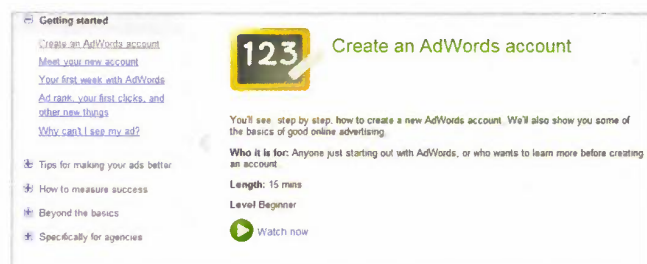 Getting started
Create an AdWords account
Meet your new account
Your first week with AdWords
Ad rank, your first clicks, and
other new things
Why can't I see my ad?
Tips for making your ads better
How to measure success
Beyond the basics
Specifically for agencies
123
Create an AdWords account
You'll see, step by step, how to create a new AdWords account. We'll also show you some of
the basics of good online advertising.
Who it is for: Anyone just starting out with AdWords, or who wants to learn more before creating
an account.
Length: 15 mins
Level Beginner
Watch now